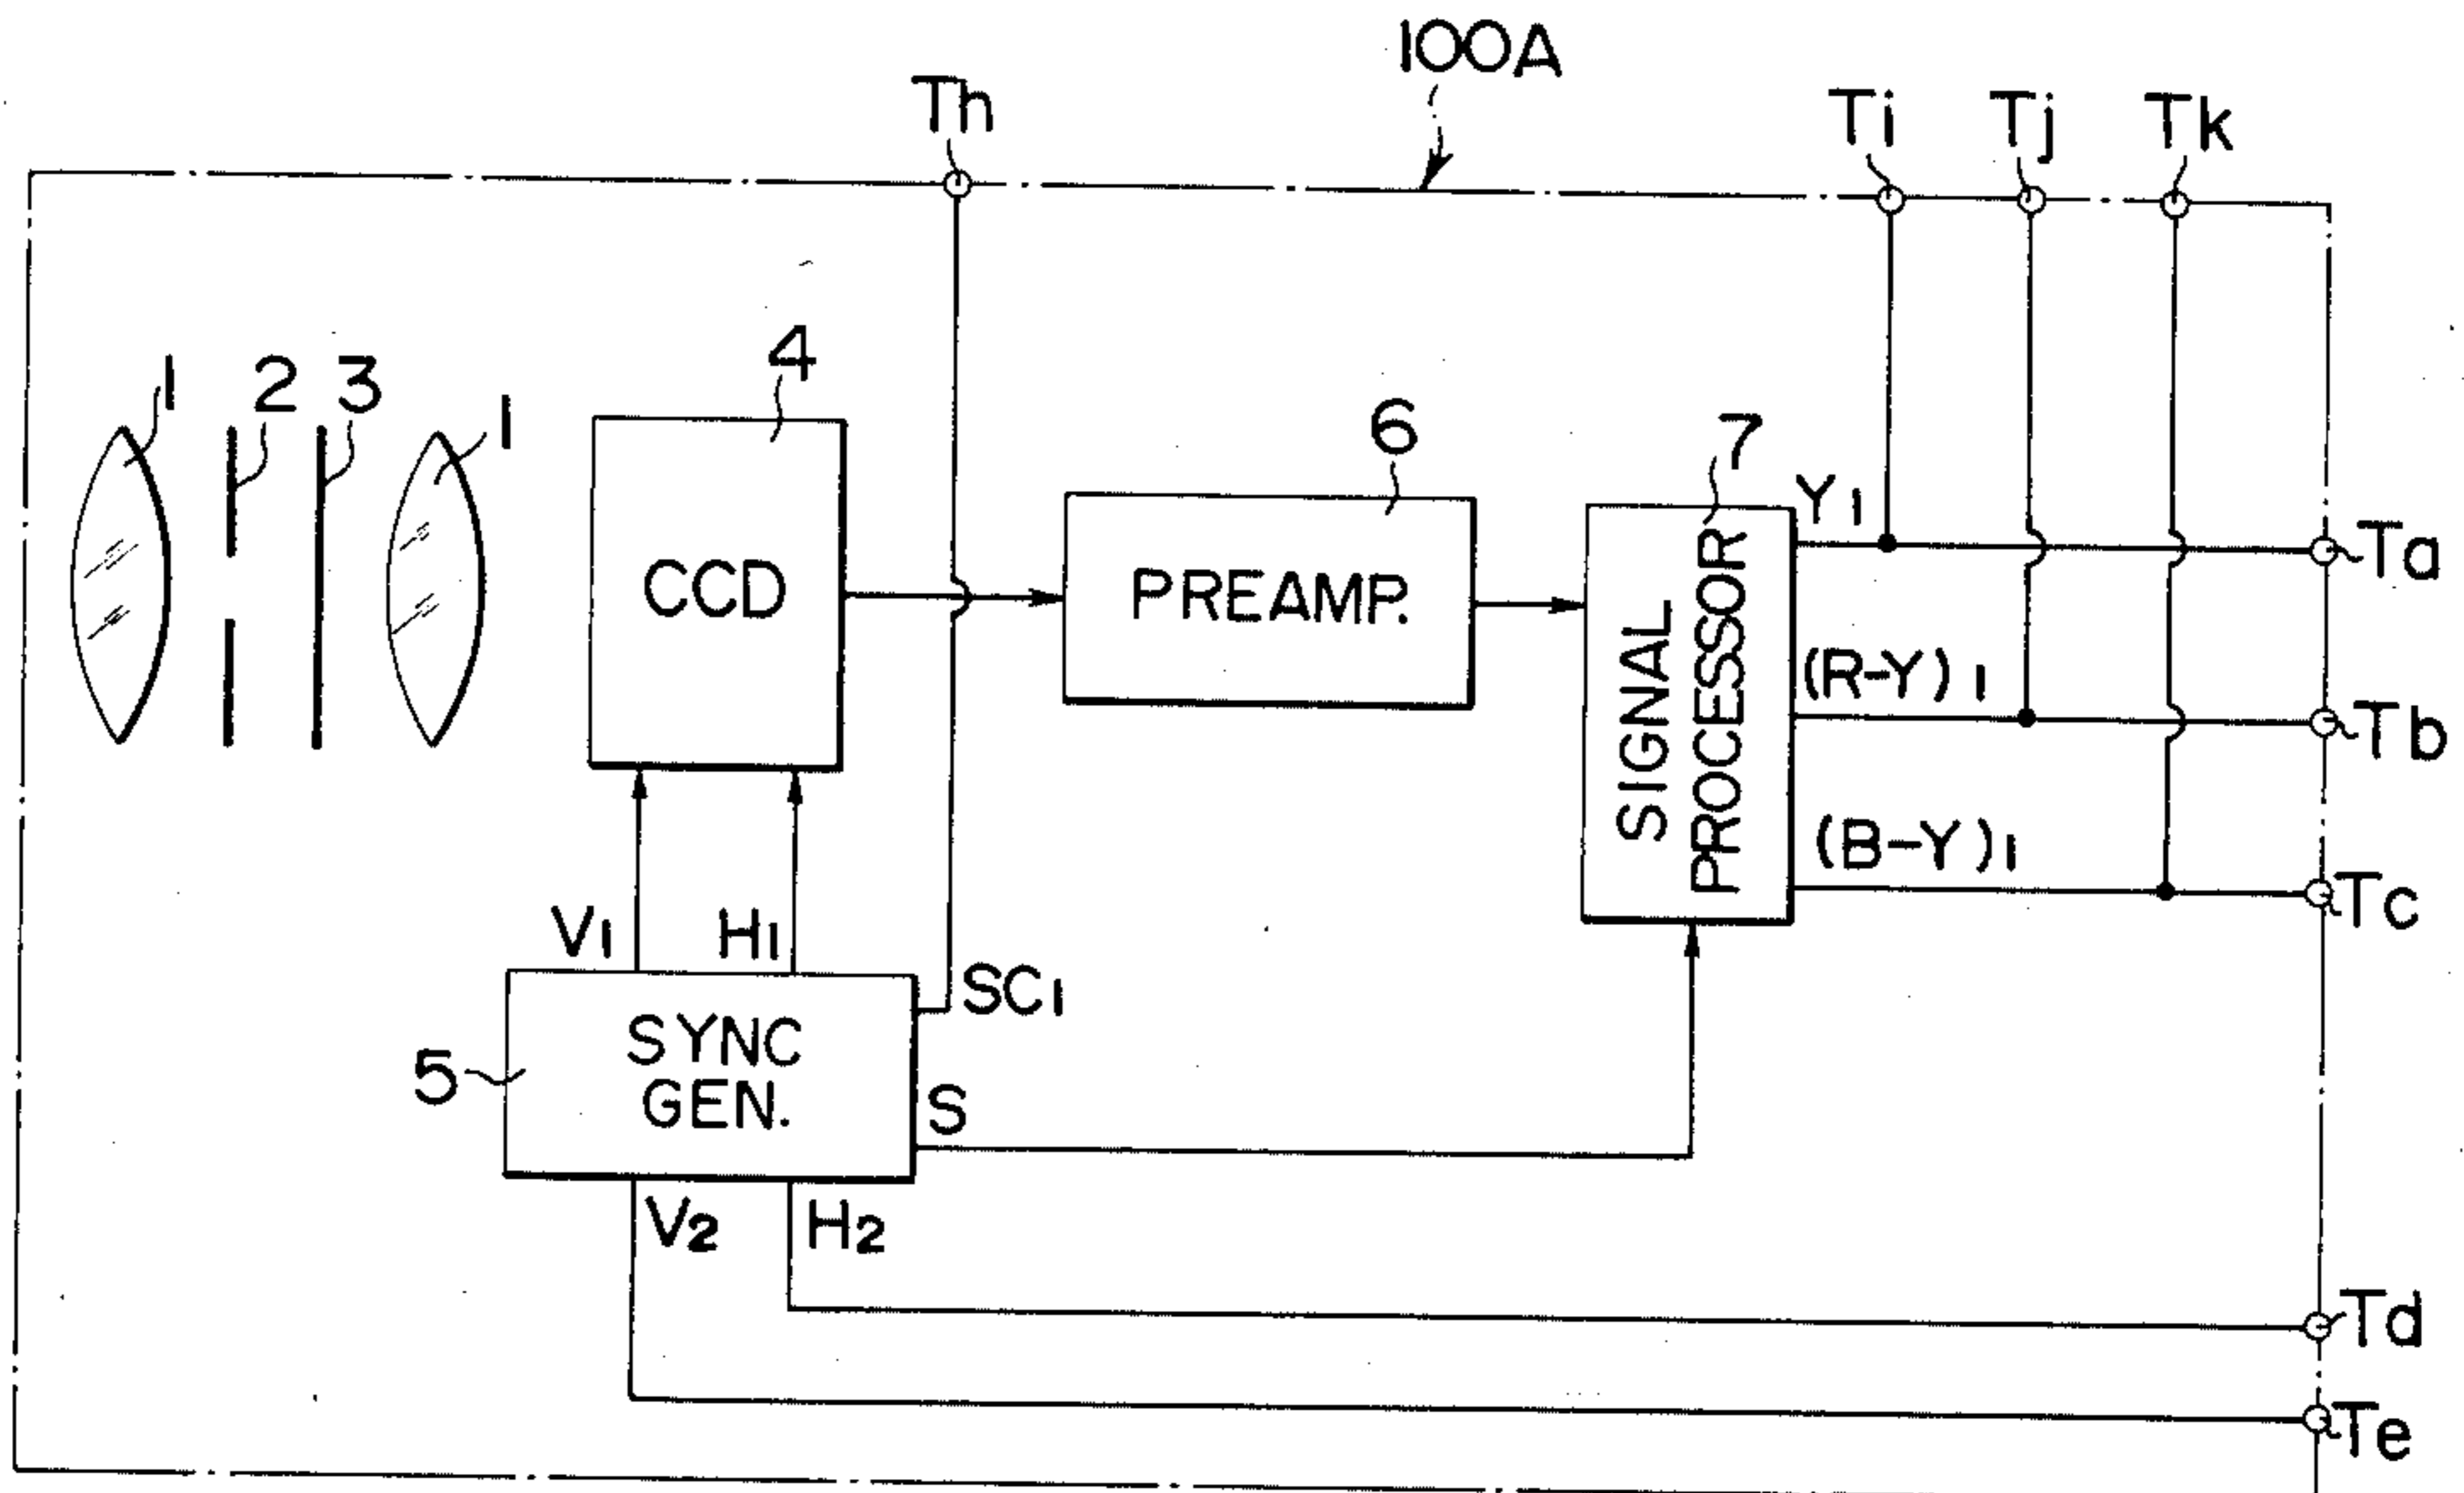 100A
Th
Ti
Tj
Tk
1
2
3
1
4
6
7
CCD
PREAMP.
SIGNAL
PROCESSOR
Y1
(R-Y)1
(B-Y)1
Ta
Tb
Tc
V1
H1
SC1
5
SYNC
GEN.
S
V2
H2
Td
Te